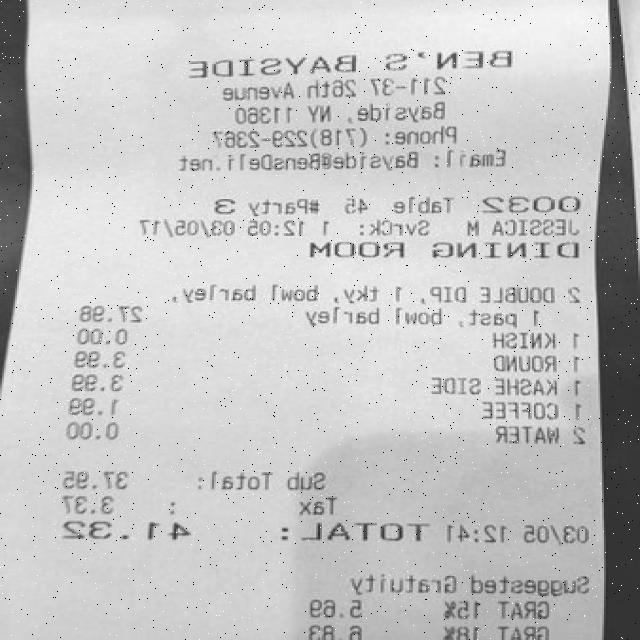 BEN'S BAYSIDE
211-37 26th Avenue
Bayside, NY 11360
Phone: (718)229-2367
Email: Bayside@BensDeli.net
0032 Table 45 #Party 3
JESSICA M SvrCk: 1 12:05 03/05/17
DINING ROOM
2 DOUBLE DIP, 1 tky, bowl barley,
1 past, bowl barley 27.98
1 KNISH 0.00
1 ROUND 3.99
1 KASHE SIDE 3.99
1 COFFEE 1.99
2 WATER 0.00
Sub Total: 37.95
Tax : 3.37
03/05 12:41 TOTAL: 41.32
Suggested Gratuity
GRAT 15% 5.69
GRAT 18% 6.83